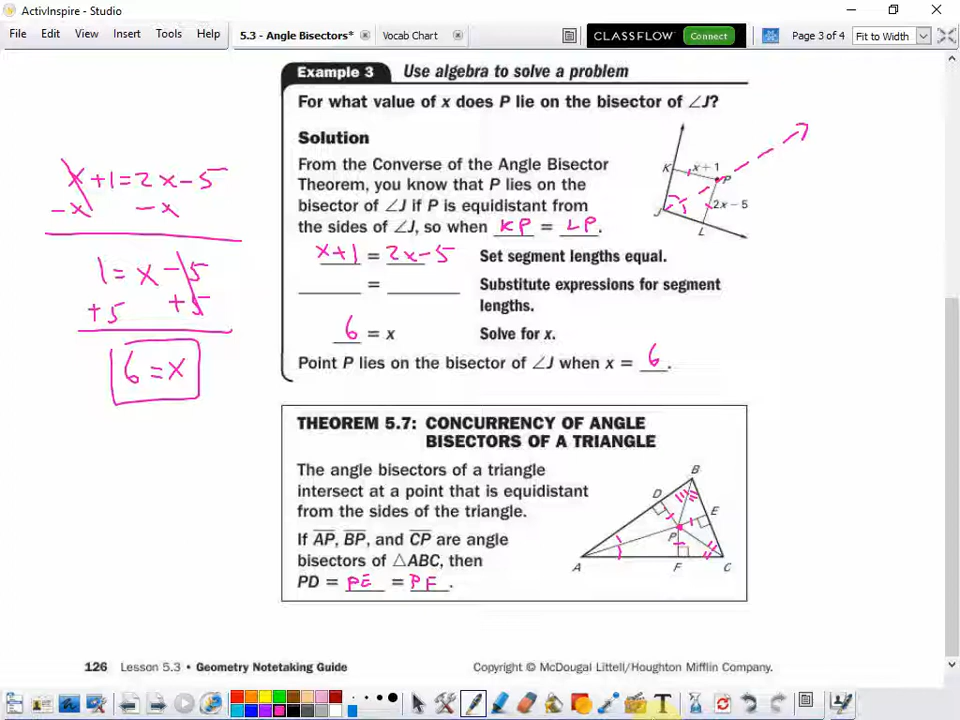 ActivInspire - Studio
File Edit View Insert Tools Help
5.3 - Angle Bisectors*
Vocab Chart
CLASSFLOW
Connect
Page 3 of 4
Fit to Width
Example 3 Use algebra to solve a problem
For what value of x does P lie on the bisector of ∠J?
Solution
From the Converse of the Angle Bisector
Theorem, you know that P lies on the
bisector of ∠J if P is equidistant from
the sides of ∠J, so when KP = LP.
x+1 = 2x-5 Set segment lengths equal.
= Substitute expressions for segment
lengths.
6 = x Solve for x.
Point P lies on the bisector of ∠J when x = 6.
K
x + 1
P
J
2x - 5
L
x+1=2x-5
-x -x
1= x-5
+5 +5
6=x
THEOREM 5.7: CONCURRENCY OF ANGLE
BISECTORS OF A TRIANGLE
The angle bisectors of a triangle
intersect at a point that is equidistant
from the sides of the triangle.
If AP, BP, and CP are angle
bisectors of △ABC, then
PD = PE = PF.
B
D
E
P
A
F
C
126 Lesson 5.3 • Geometry Notetaking Guide
Copyright © McDougal Littell/Houghton Mifflin Company.
T